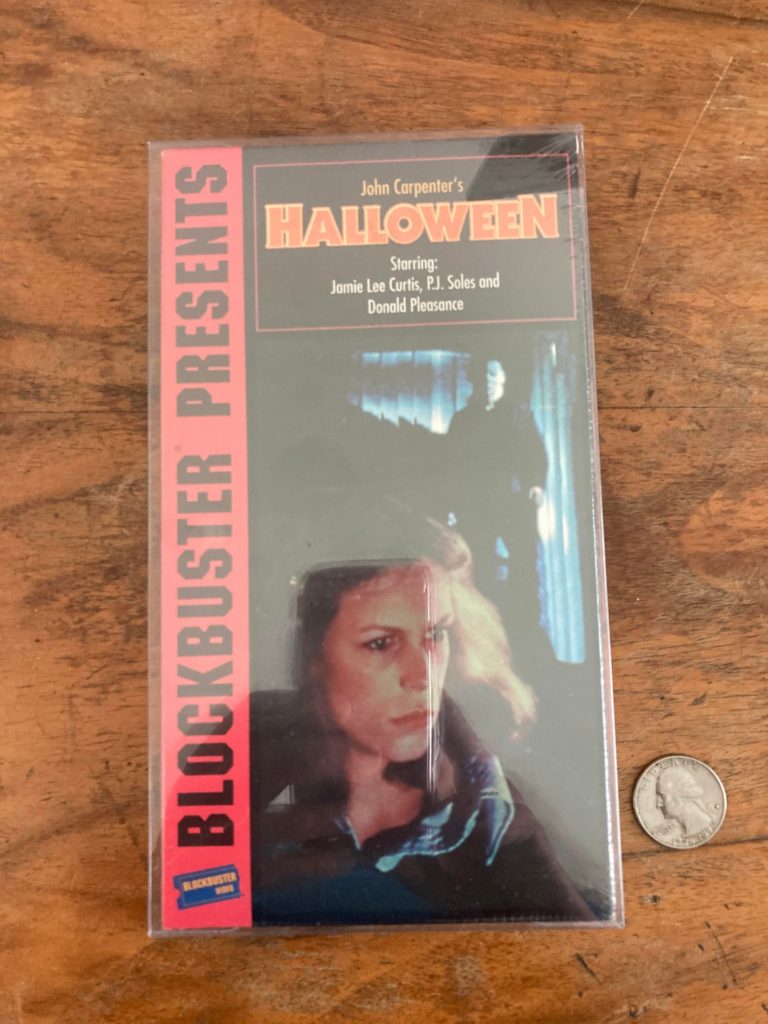 BLOCKBUSTER PRESENTS
John Carpenter's
HALLOWEEN
Starring:
Jamie Lee Curtis, P.J. Soles and
Donald Pleasance
BLOCKBUSTER
VIDEO
LIBERTY